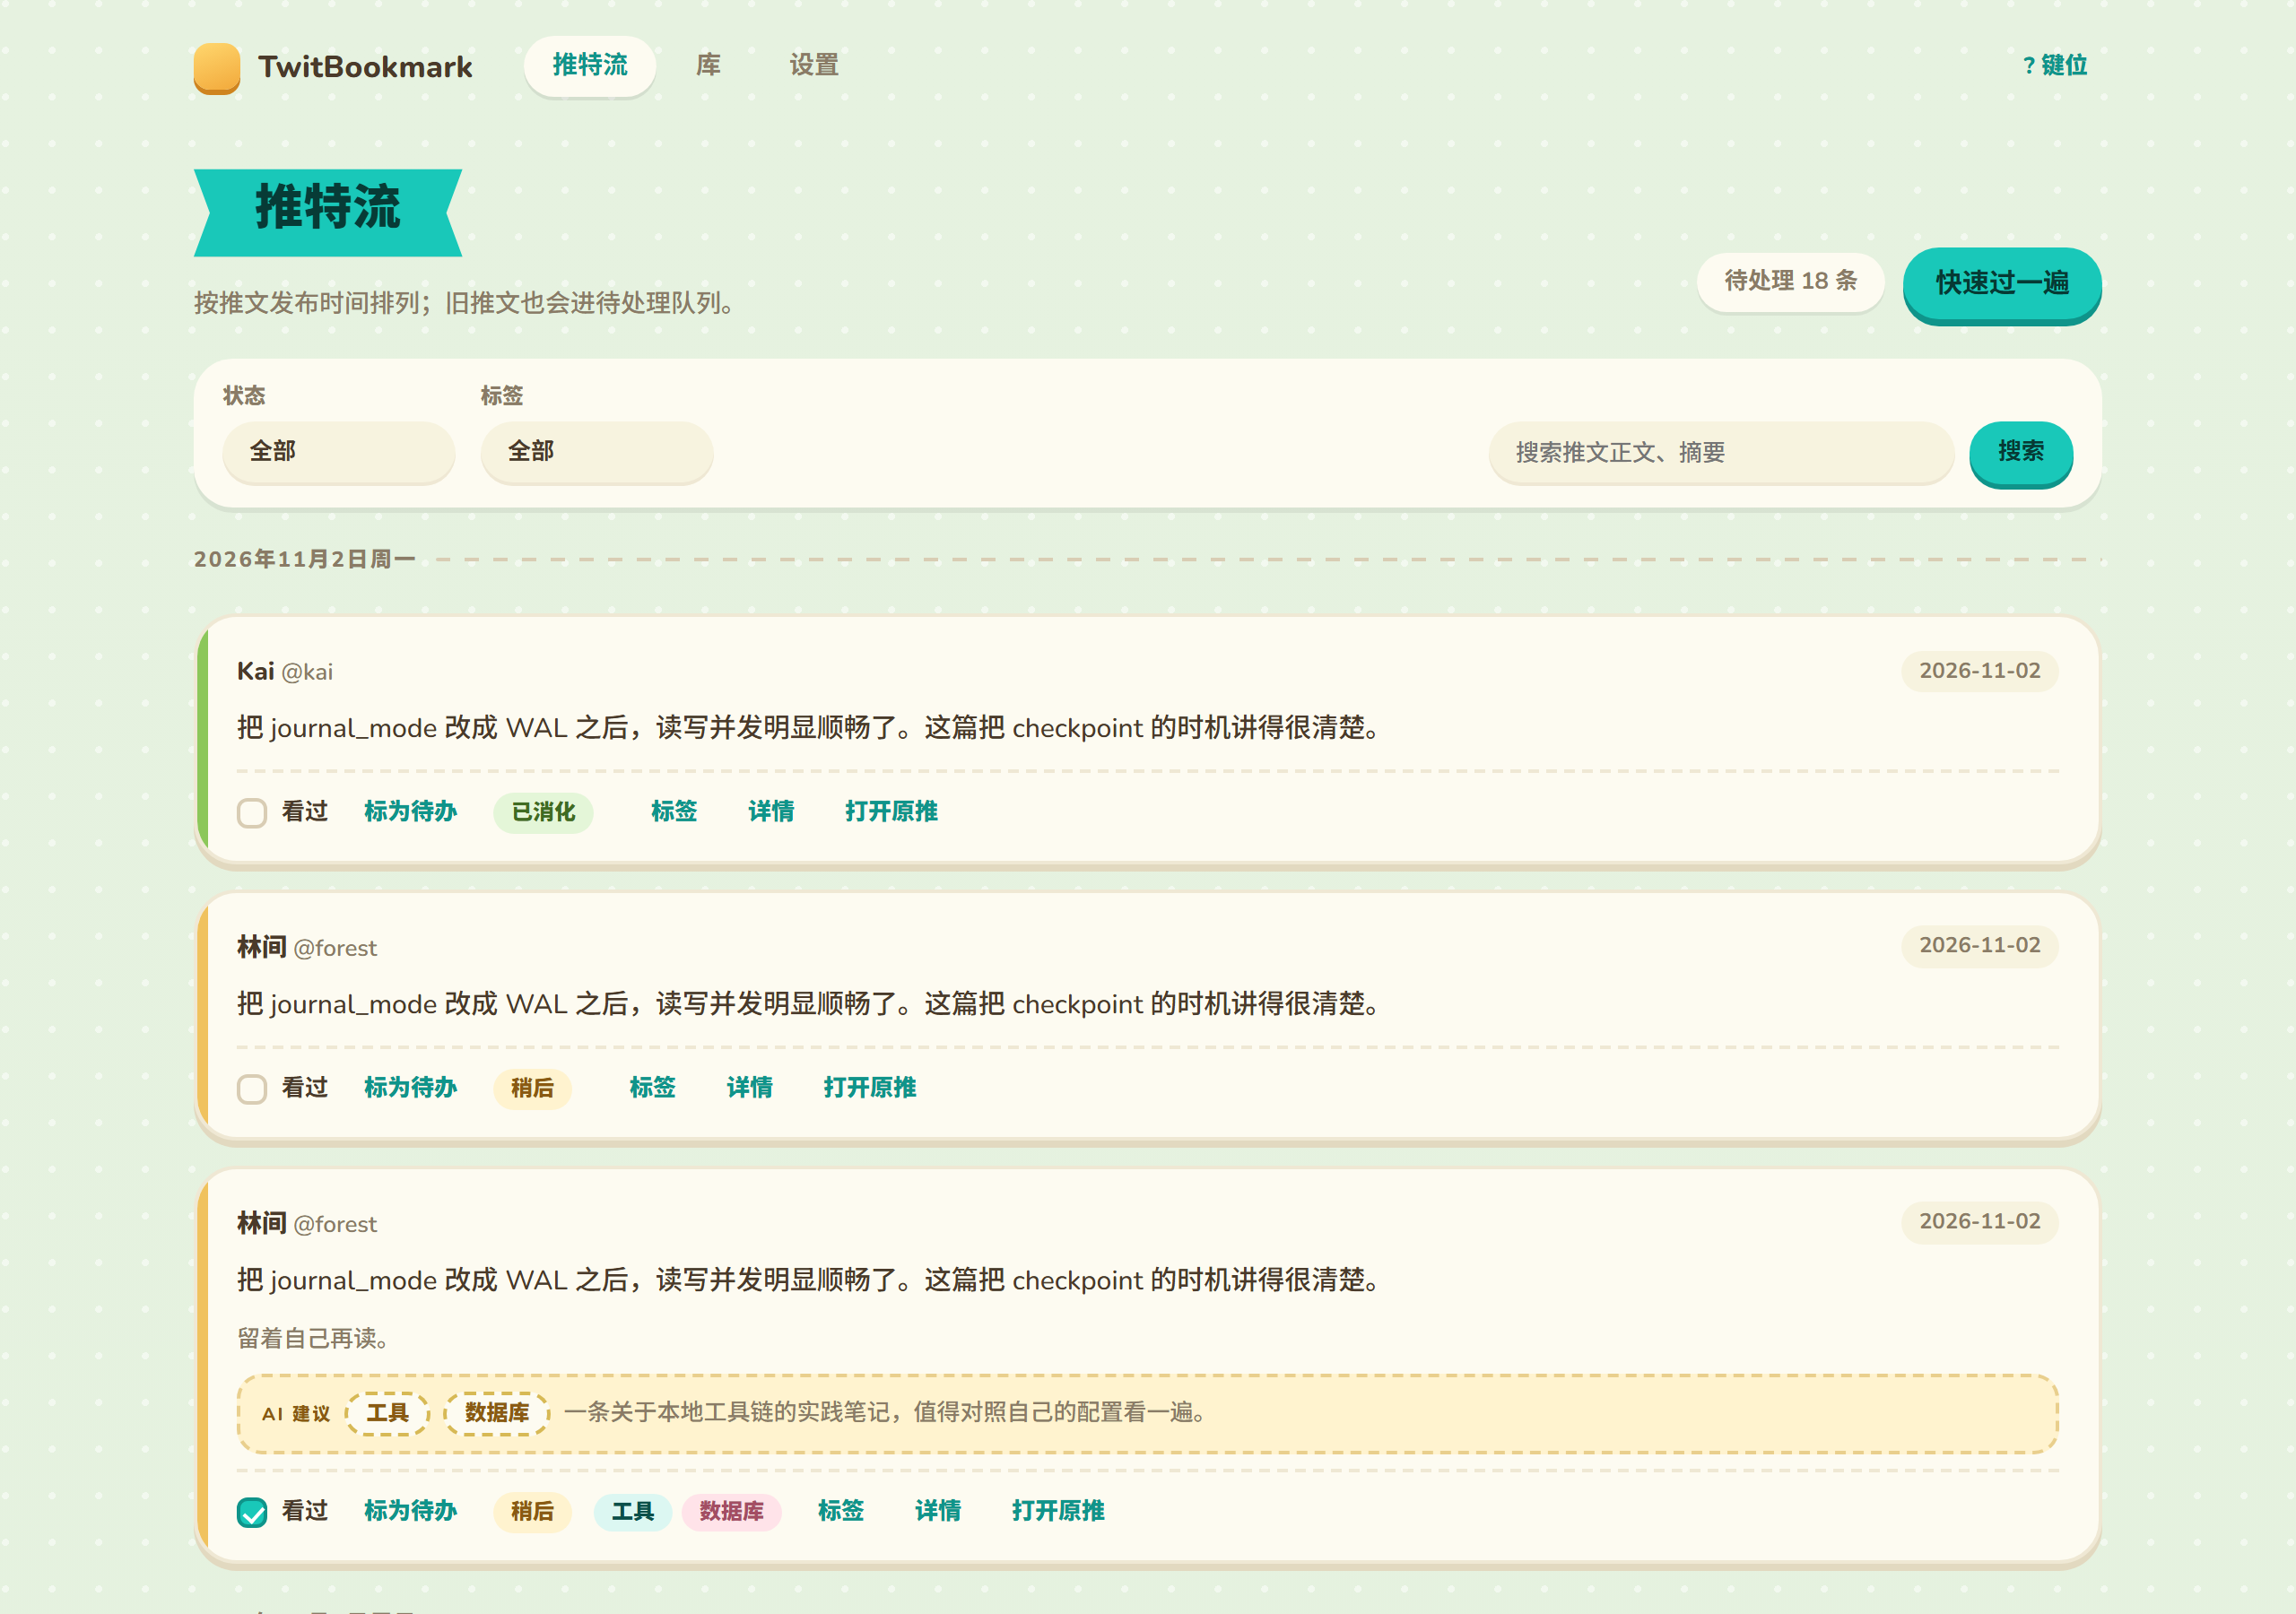 TwitBookmark 推特流 库 设置 ? 键位
推特流
按推文发布时间排列；旧推文也会进待处理队列。
待处理 18 条 快速过一遍
状态 标签
全部 全部 搜索推文正文、摘要 搜索
2026年11月2日周一
Kai @kai 2026-11-02
把 journal_mode 改成 WAL 之后，读写并发明显顺畅了。这篇把 checkpoint 的时机讲得很清楚。
看过 标为待办 已消化 标签 详情 打开原推
林间 @forest 2026-11-02
把 journal_mode 改成 WAL 之后，读写并发明显顺畅了。这篇把 checkpoint 的时机讲得很清楚。
看过 标为待办 稍后 标签 详情 打开原推
林间 @forest 2026-11-02
把 journal_mode 改成 WAL 之后，读写并发明显顺畅了。这篇把 checkpoint 的时机讲得很清楚。
留着自己再读。
AI 建议 工具 数据库 一条关于本地工具链的实践笔记，值得对照自己的配置看一遍。
看过 标为待办 稍后 工具 数据库 标签 详情 打开原推